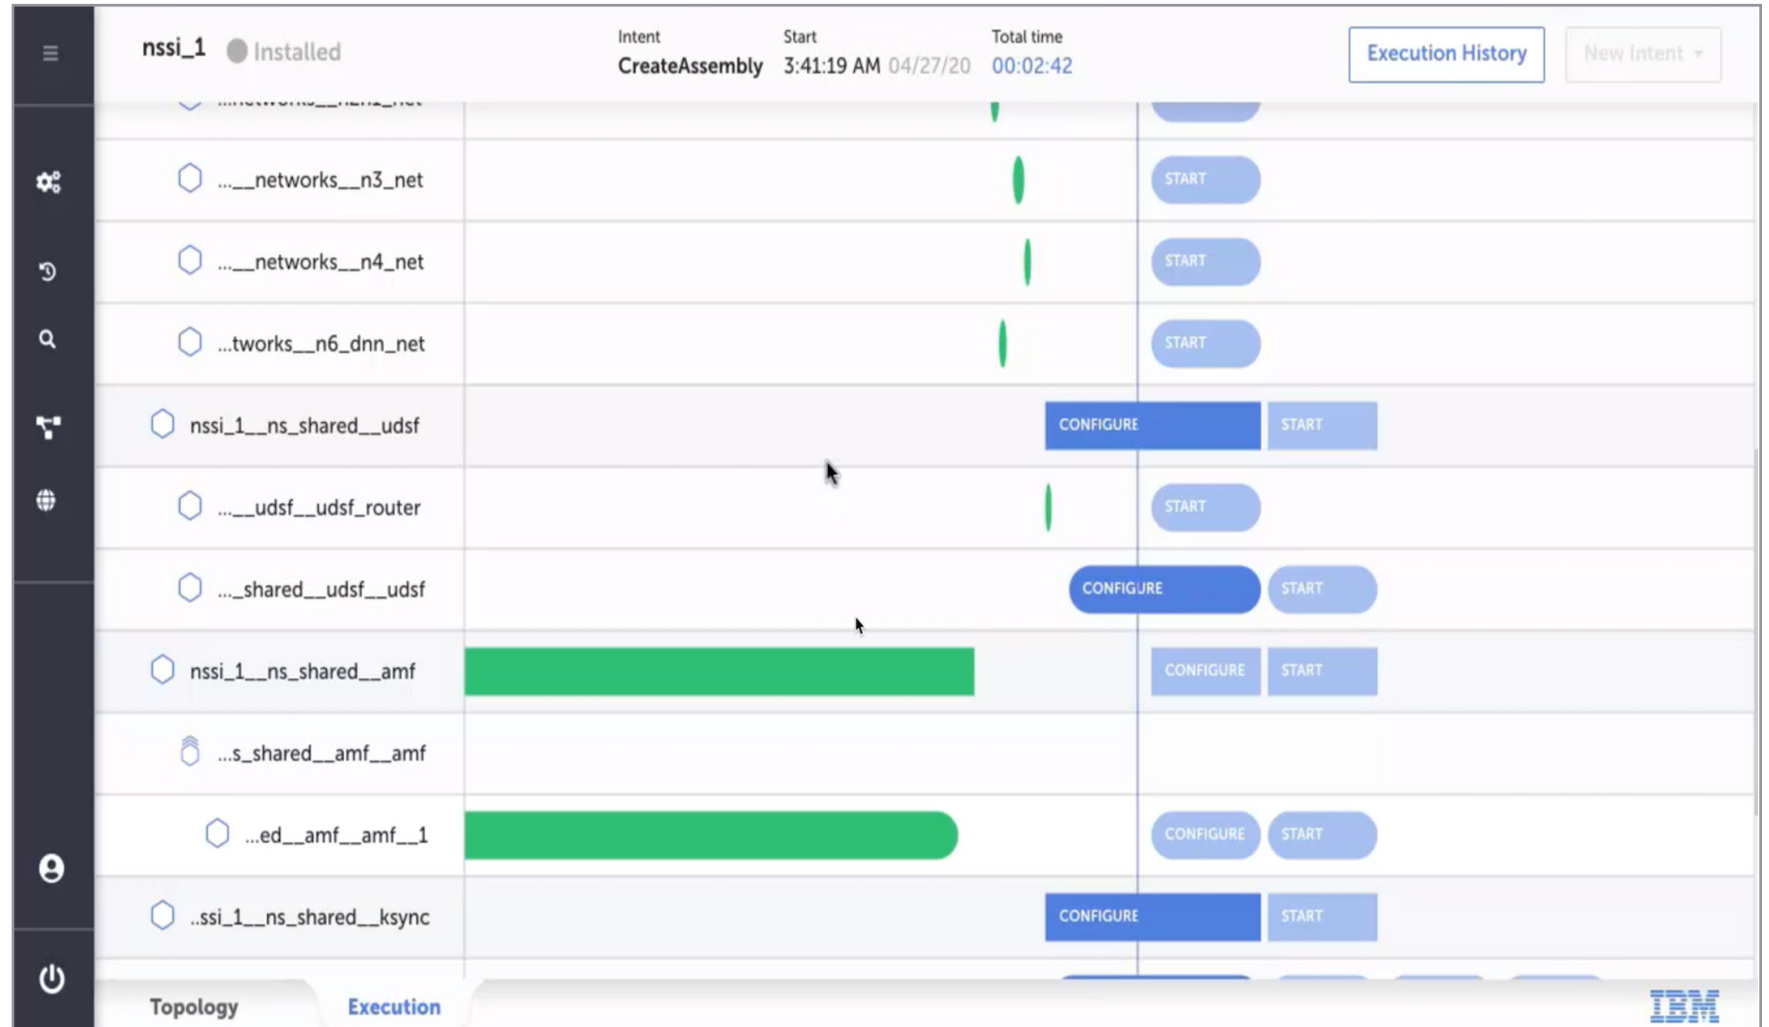 nssi_1 Installed
Intent
CreateAssembly
Start
3:41:19 AM 04/27/20
Total time
00:02:42
Execution History
New Intent
...networks__n2n1_net
...__networks__n3_net START
...__networks__n4_net START
...tworks__n6_dnn_net START
nssi_1__ns_shared__udsf CONFIGURE START
...__udsf__udsf_router START
..._shared__udsf__udsf CONFIGURE START
nssi_1__ns_shared__amf CONFIGURE START
...s_shared__amf__amf
...ed__amf__amf__1 CONFIGURE START
..ssi_1__ns_shared__ksync CONFIGURE START
Topology Execution IBM